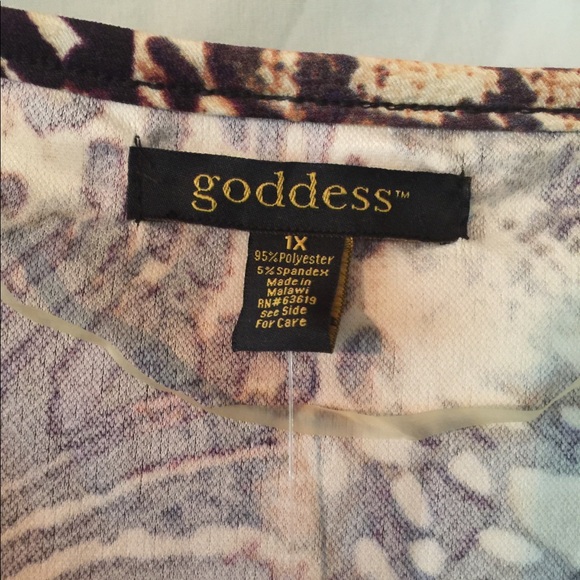 goddess™
1X
95% Polyester
5% Spandex
Made in
Malawi
RN#63619
See Side
For Care